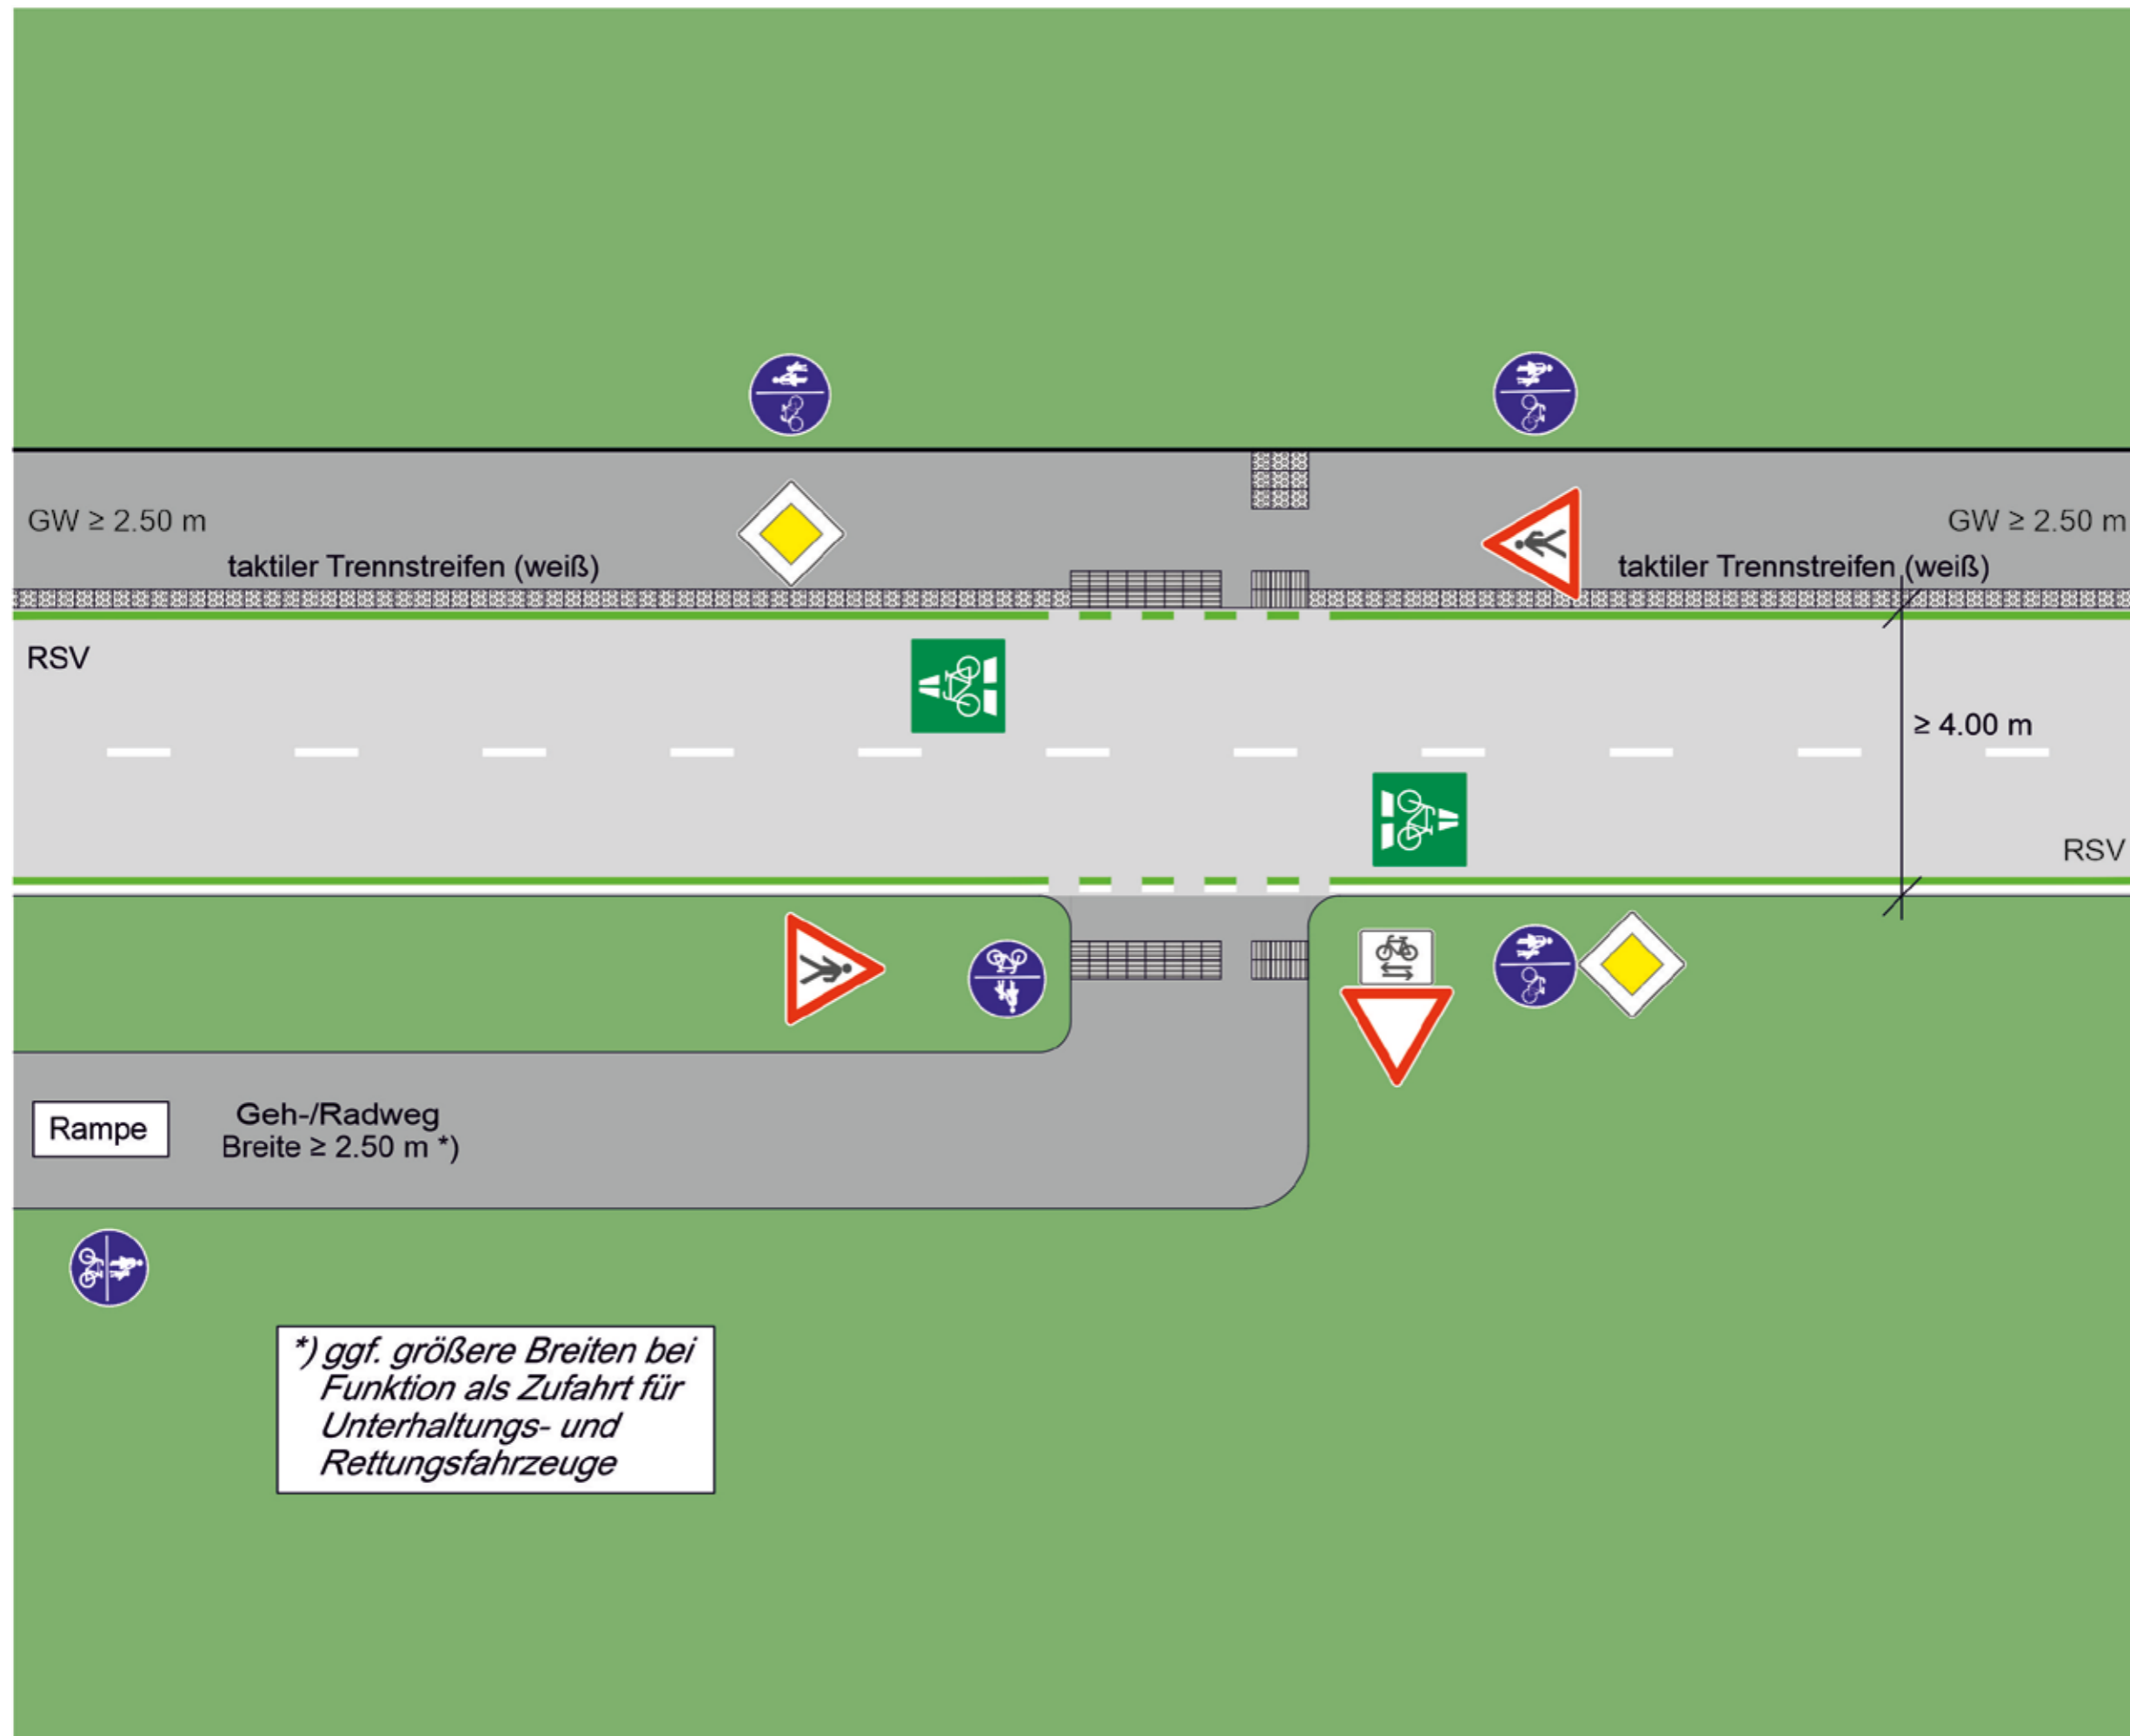 GW ≥ 2.50 m
GW ≥ 2.50 m
taktiler Trennstreifen (weiß)
taktiler Trennstreifen (weiß)
RSV
≥ 4.00 m
RSV
Rampe
Geh-/Radweg
Breite ≥ 2.50 m *)
*) ggf. größere Breiten bei
Funktion als Zufahrt für
Unterhaltungs- und
Rettungsfahrzeuge